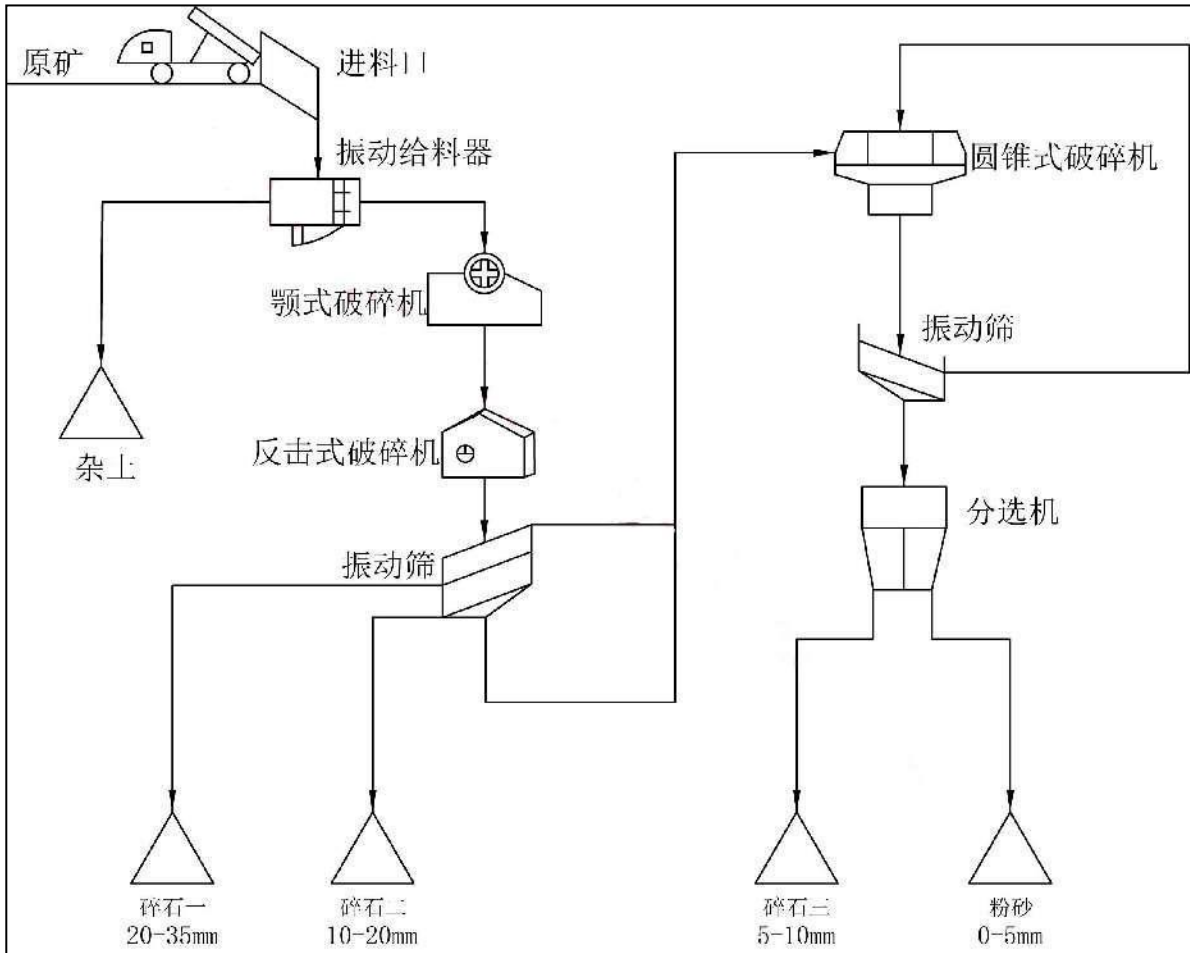 原矿
进料口
振动给料器
圆锥式破碎机
颚式破碎机
振动筛
杂土
反击式破碎机
分选机
振动筛
碎石一
20-35mm
碎石二
10-20mm
碎石三
5-10mm
粉砂
0-5mm